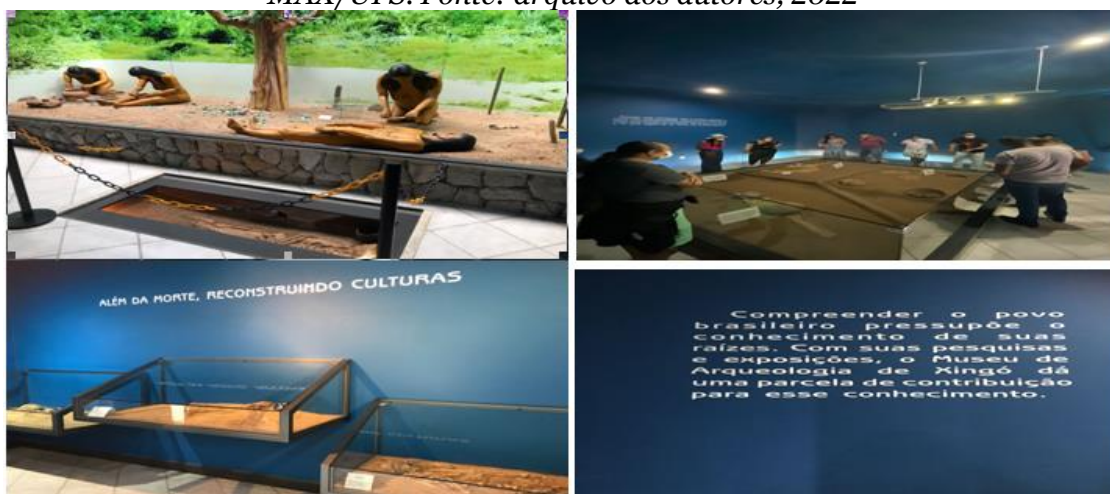 MAX/UFS. Fonte: arquivo dos autores, 2022
ALÉM DA MORTE, RECONSTRUINDO CULTURAS
Compreender o povo
brasileiro pressupõe o
conhecimento de suas
raízes. Com suas pesquisas
e exposições, o Museu de
Arqueologia de Xingó dá
uma parcela de contribuição
para esse conhecimento.